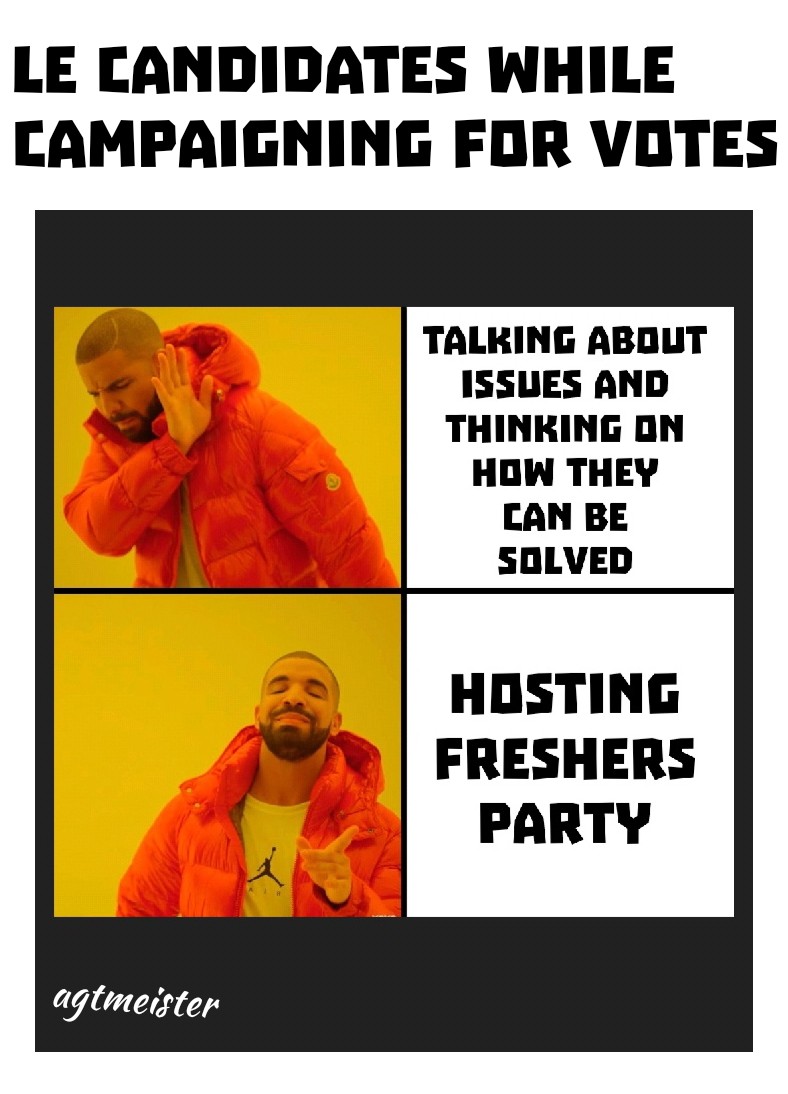 LE CANDIDATES WHILE
CAMPAIGNING FOR VOTES
TALKING ABOUT
ISSUES AND
THINKING ON
HOW THEY
CAN BE
SOLVED
HOSTING
FRESHERS
PARTY
agtmeister